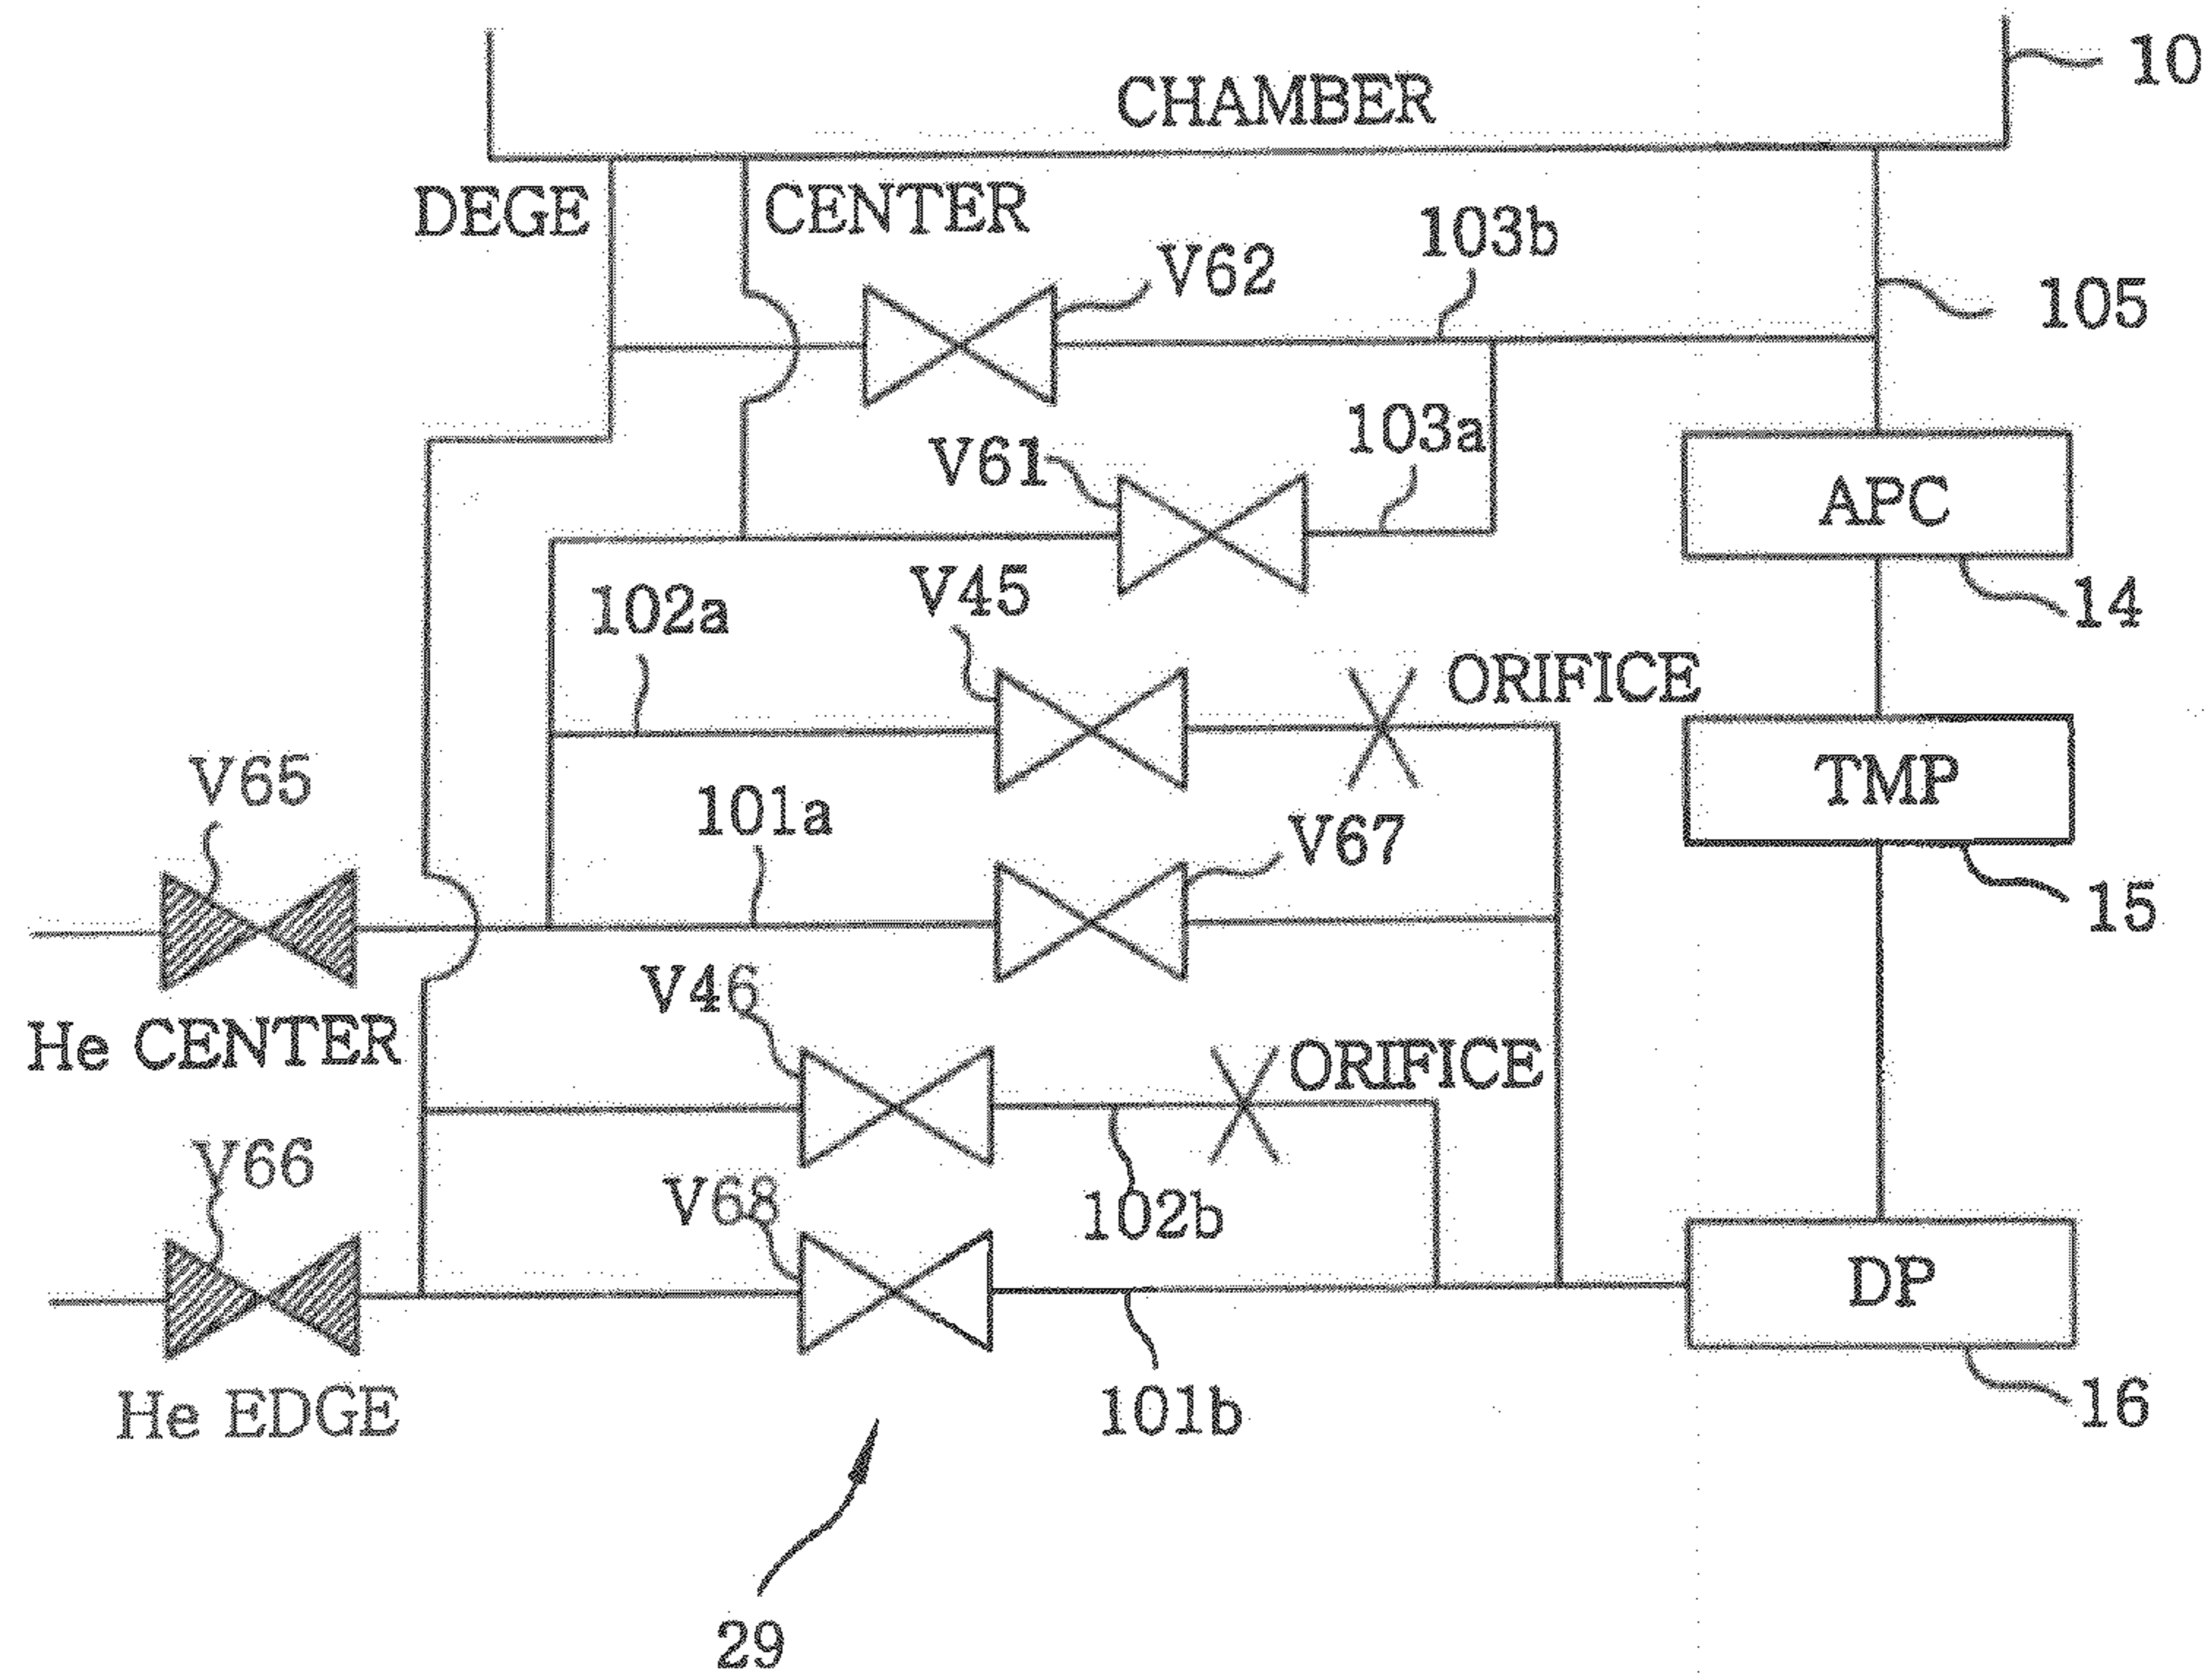 10
CHAMBER
DEGE
CENTER
103b
V62
105
103a
V61
APC
V45
102a
14
ORIFICE
V65
TMP
101a
V67
15
V46
He CENTER
ORIFICE
V66
V68
102b
DP
He EDGE
101b
16
29